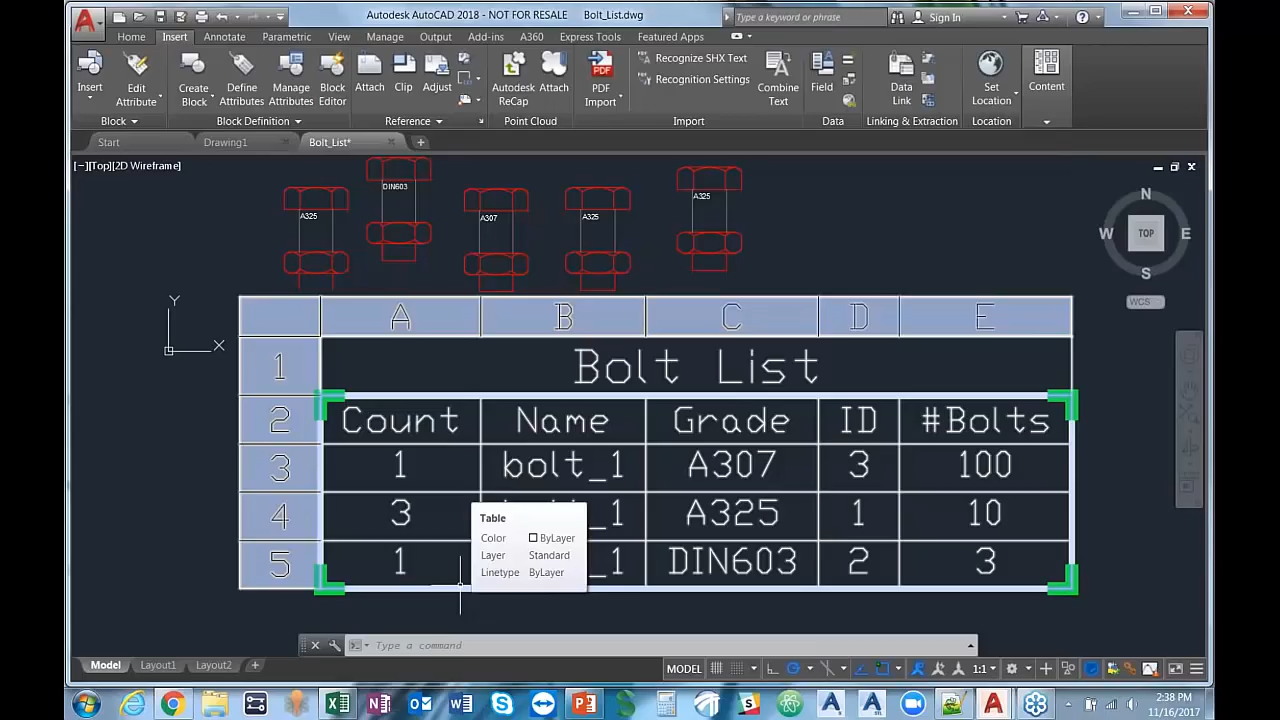 Autodesk AutoCAD 2018 - NOT FOR RESALE Bolt_List.dwg
Type a keyword or phrase
Sign In
Home Insert Annotate Parametric View Manage Output Add-ins A360 Express Tools Featured Apps
Insert
Edit Attribute
Create Block
Define Attributes
Manage Attributes
Block Editor
Attach
Clip
Adjust
Autodesk ReCap
Attach
PDF Import
Recognize SHX Text
Recognition Settings
Combine Text
Field
Data Link
Set Location
Content
Block
Block Definition
Reference
Point Cloud
Import
Data
Linking & Extraction
Location
Start Drawing1 Bolt_List*
[−][Top][2D Wireframe]
A325
DIN603
A307
A325
A325
N
W TOP E
S
WCS
Y
X
A B C D E
1 Bolt List
2 Count Name Grade ID #Bolts
3 1 bolt_1 A307 3 100
4 3 _1 A325 1 10
5 1 _1 DIN603 2 3
Table
Color ByLayer
Layer Standard
Linetype ByLayer
Type a command
Model Layout1 Layout2
MODEL
1:1
2:38 PM
11/16/2017